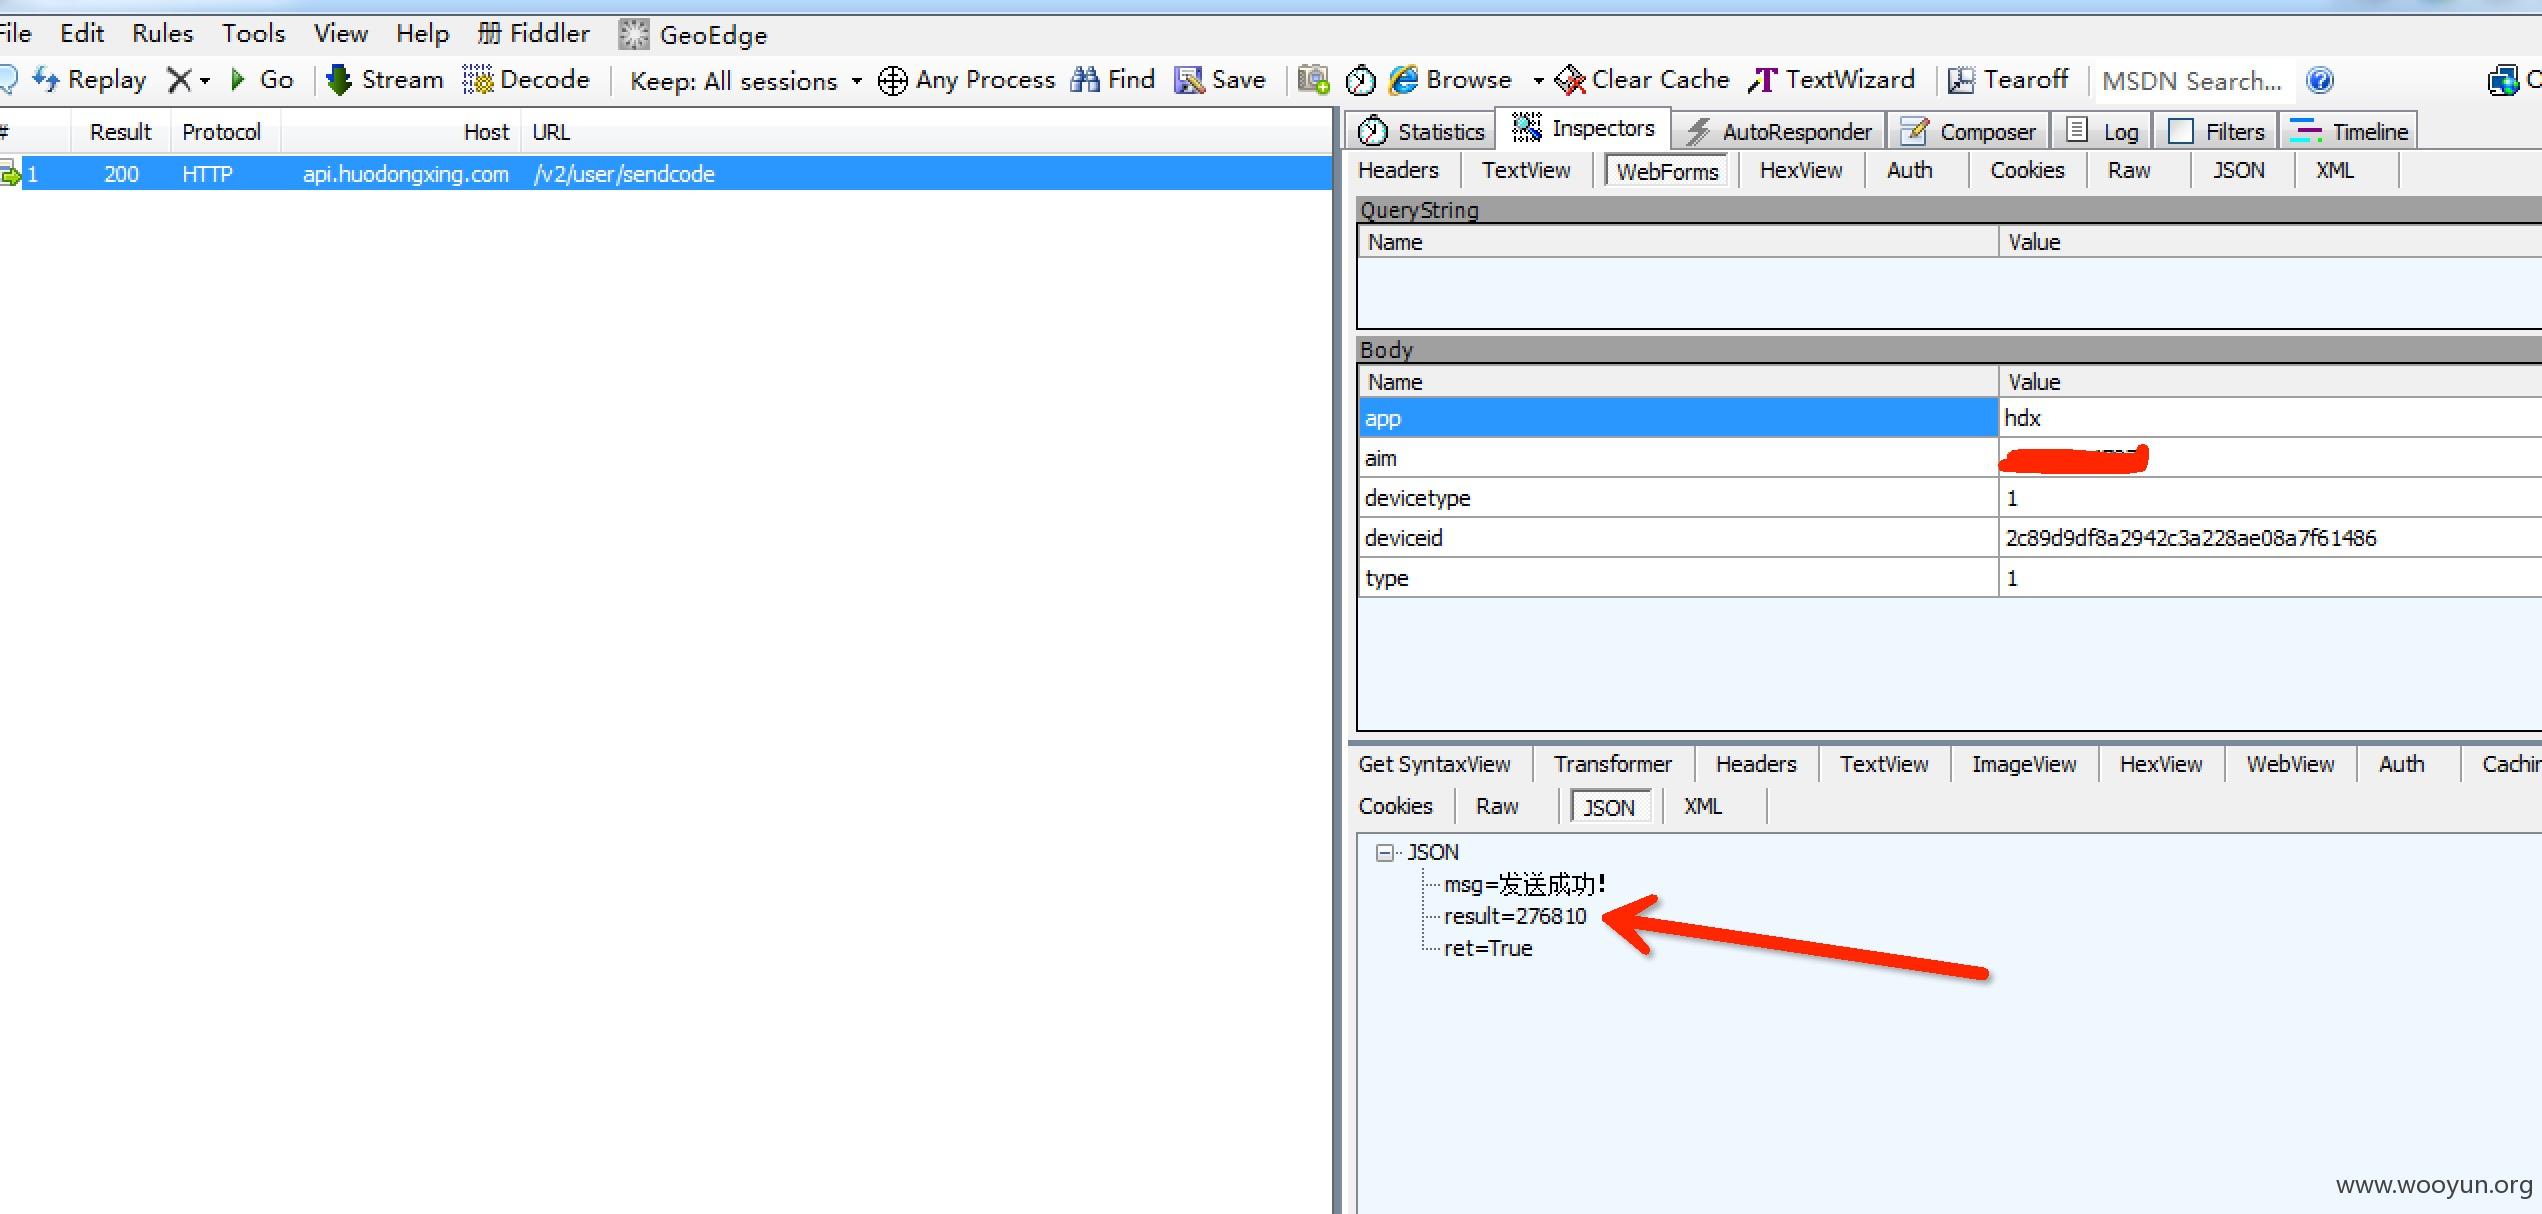 File Edit Rules Tools View Help 册 Fiddler GeoEdge
Replay Go Stream Decode Keep: All sessions Any Process Find Save Browse Clear Cache TextWizard Tearoff MSDN Search...
# Result Protocol Host URL
1 200 HTTP api.huodongxing.com /v2/user/sendcode
Statistics Inspectors AutoResponder Composer Log Filters Timeline
Headers TextView WebForms HexView Auth Cookies Raw JSON XML
QueryString
Name Value
Body
Name Value
app hdx
aim
devicetype 1
deviceid 2c89d9df8a2942c3a228ae08a7f61486
type 1
Get SyntaxView Transformer Headers TextView ImageView HexView WebView Auth
Cookies Raw JSON XML
JSON
msg=发送成功!
result=276810
ret=True
www.wooyun.org